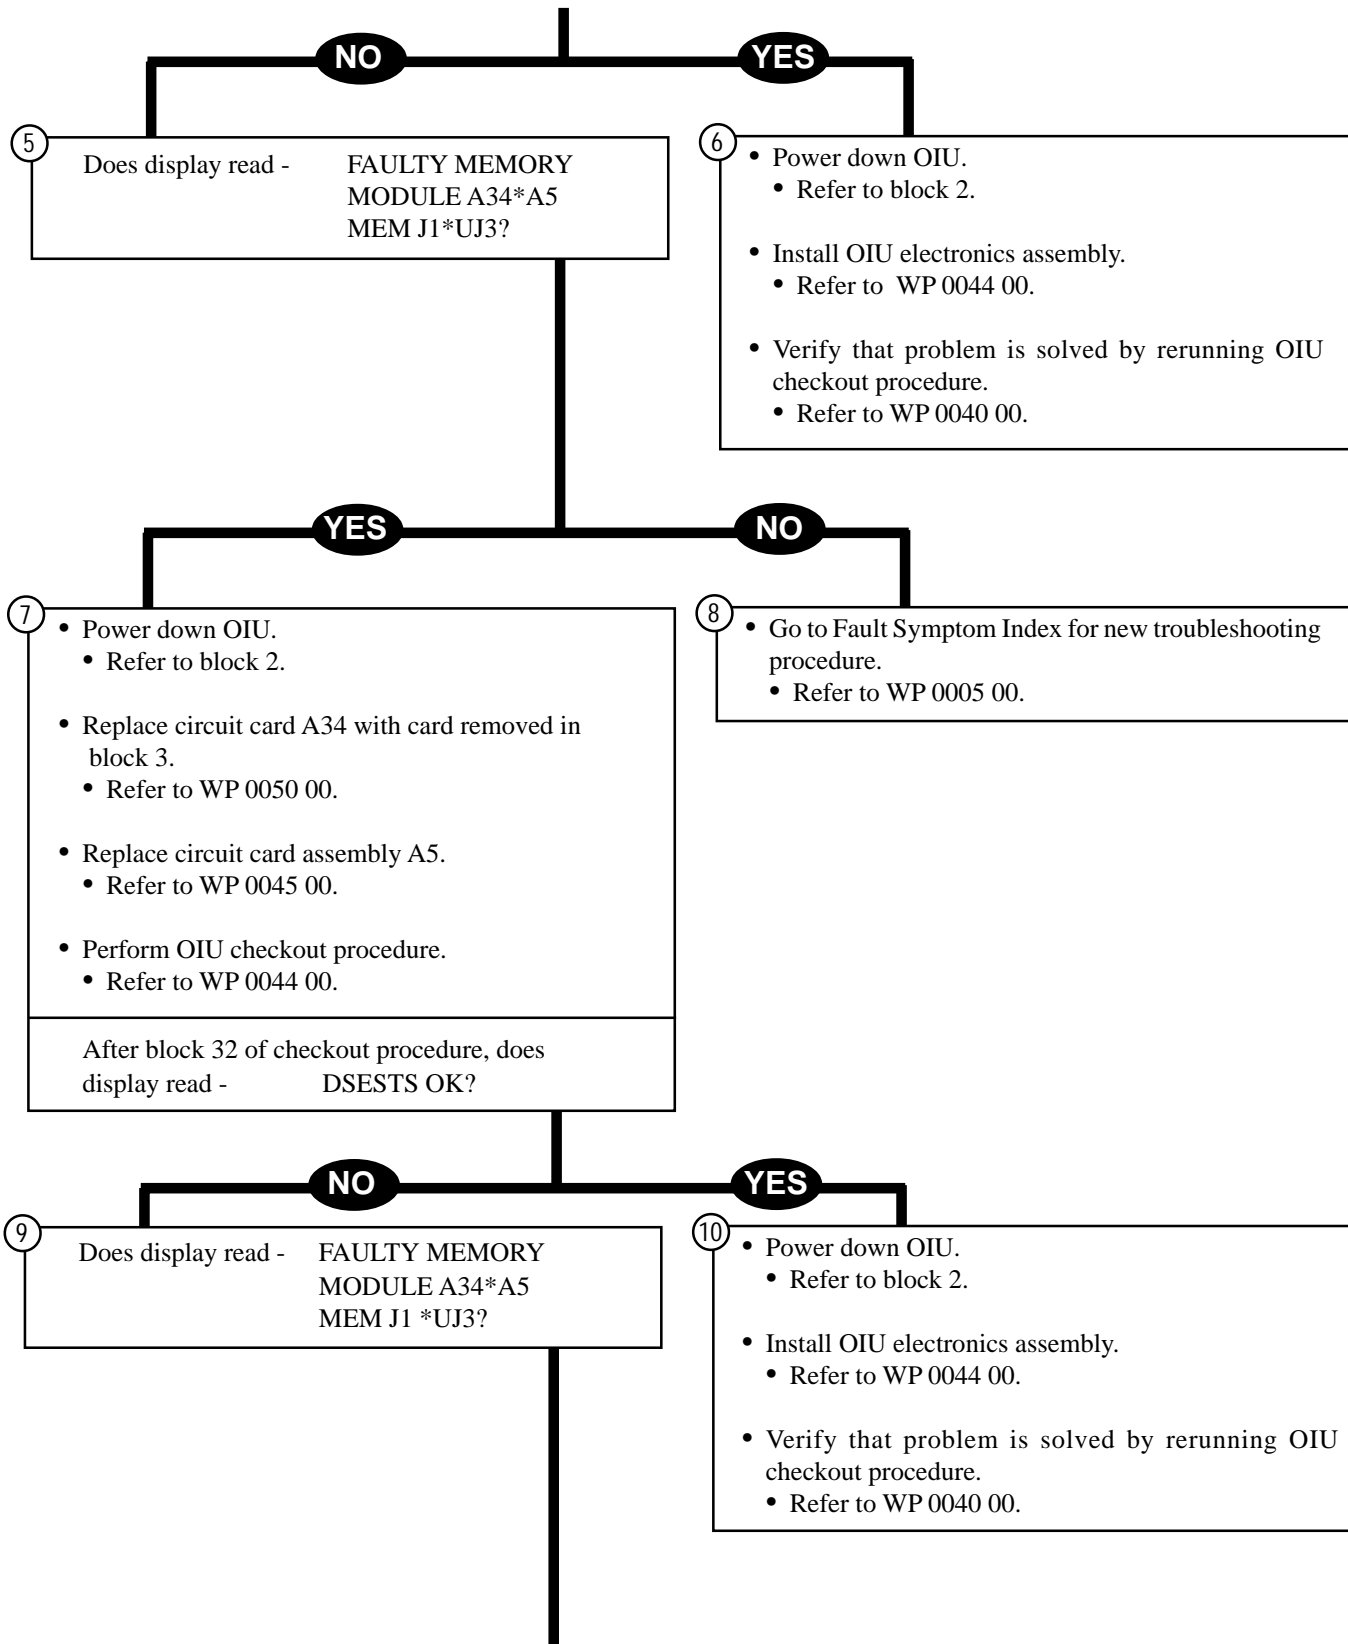 NO
YES
5
Does display read - FAULTY MEMORY
MODULE A34*A5
MEM J1*UJ3?
6
• Power down OIU.
• Refer to block 2.
• Install OIU electronics assembly.
• Refer to WP 0044 00.
• Verify that problem is solved by rerunning OIU
checkout procedure.
• Refer to WP 0040 00.
YES
NO
7
• Power down OIU.
• Refer to block 2.
• Replace circuit card A34 with card removed in
block 3.
• Refer to WP 0050 00.
• Replace circuit card assembly A5.
• Refer to WP 0045 00.
• Perform OIU checkout procedure.
• Refer to WP 0044 00.
After block 32 of checkout procedure, does
display read - DSESTS OK?
8
• Go to Fault Symptom Index for new troubleshooting
procedure.
• Refer to WP 0005 00.
NO
YES
9
Does display read - FAULTY MEMORY
MODULE A34*A5
MEM J1 *UJ3?
10
• Power down OIU.
• Refer to block 2.
• Install OIU electronics assembly.
• Refer to WP 0044 00.
• Verify that problem is solved by rerunning OIU
checkout procedure.
• Refer to WP 0040 00.